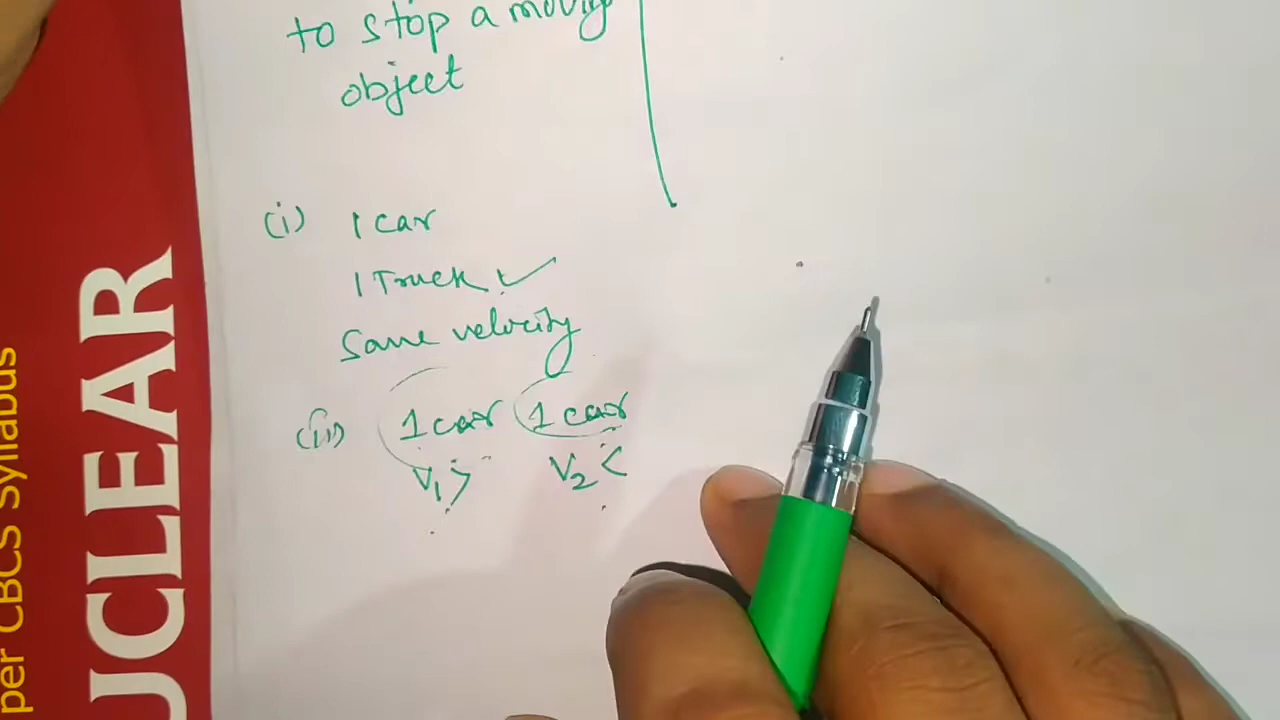 to stop a moving
object
(i) 1 car
1 Truck ✓
Same velocity
(ii) 1 car 1 car
V₁ > V₂ <
UCLEAR
per CBCS Syllabus